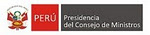 PERÚ
Presidencia
del Consejo de Ministros